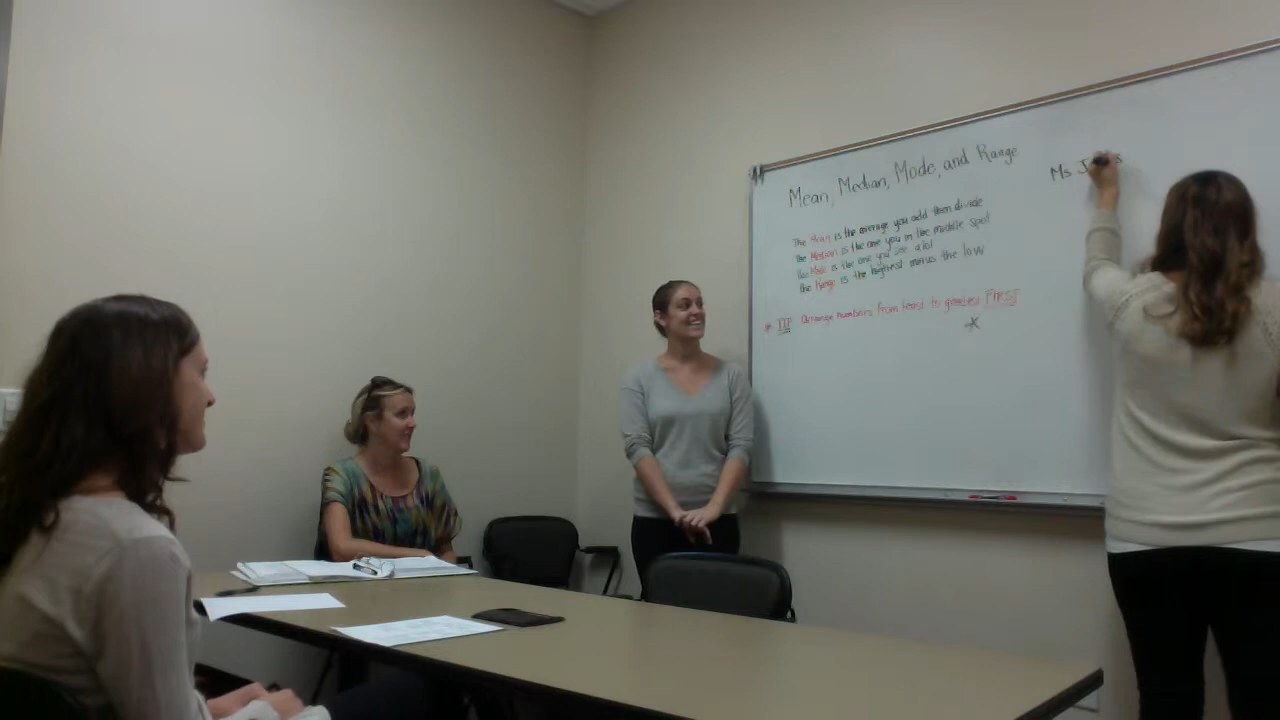 Mean, Median, Mode, and Range
Ms J
The Mean is the average you add then divide
The Median is the one you in the middle spot
The Mode is the one you see a lot
The Range is the highest minus the low
* arrange numbers from least to greatest FIRST
*